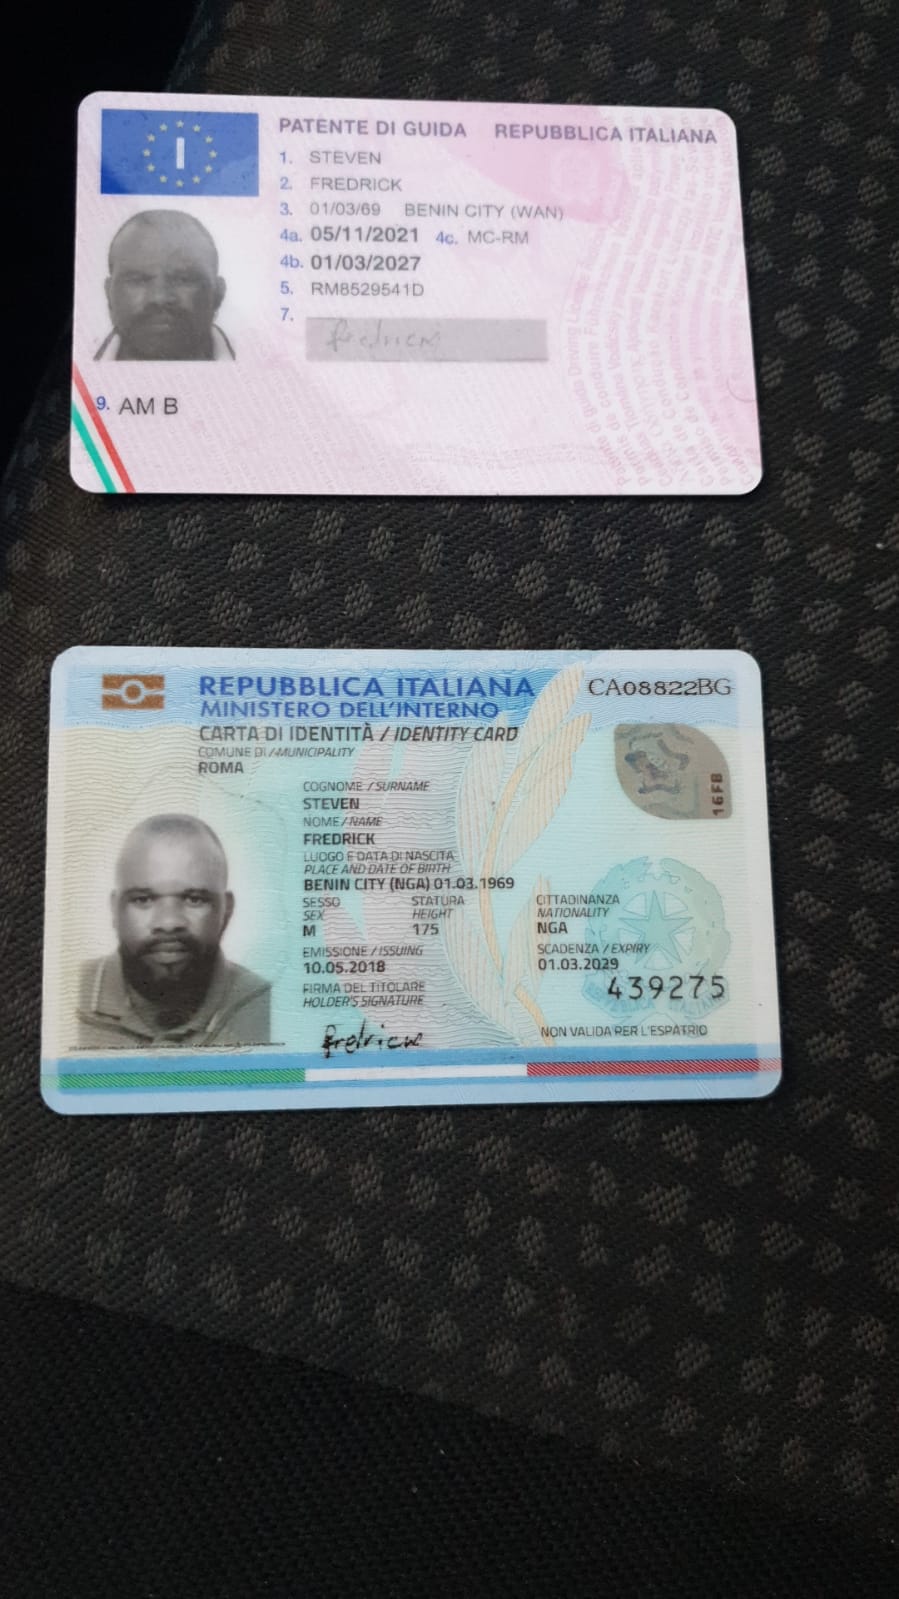 I
PATENTE DI GUIDA REPUBBLICA ITALIANA
1. STEVEN
2. FREDRICK
3. 01/03/69 BENIN CITY (WAN)
4a. 05/11/2021 4c. MC-RM
4b. 01/03/2027
5. RM8529541D
7.
9. AM B
REPUBBLICA ITALIANA
CA08822BG
MINISTERO DELL'INTERNO
CARTA DI IDENTITÀ / IDENTITY CARD
COMUNE DI / MUNICIPALITY
ROMA
16FB
COGNOME / SURNAME
STEVEN
NOME / NAME
FREDRICK
LUOGO E DATA DI NASCITA
PLACE AND DATE OF BIRTH
BENIN CITY (NGA) 01.03.1969
SESSO STATURA CITTADINANZA
SEX HEIGHT NATIONALITY
M 175 NGA
EMISSIONE / ISSUING SCADENZA / EXPIRY
10.05.2018 01.03.2029
439275
FIRMA DEL TITOLARE
HOLDER'S SIGNATURE
NON VALIDA PER L'ESPATRIO